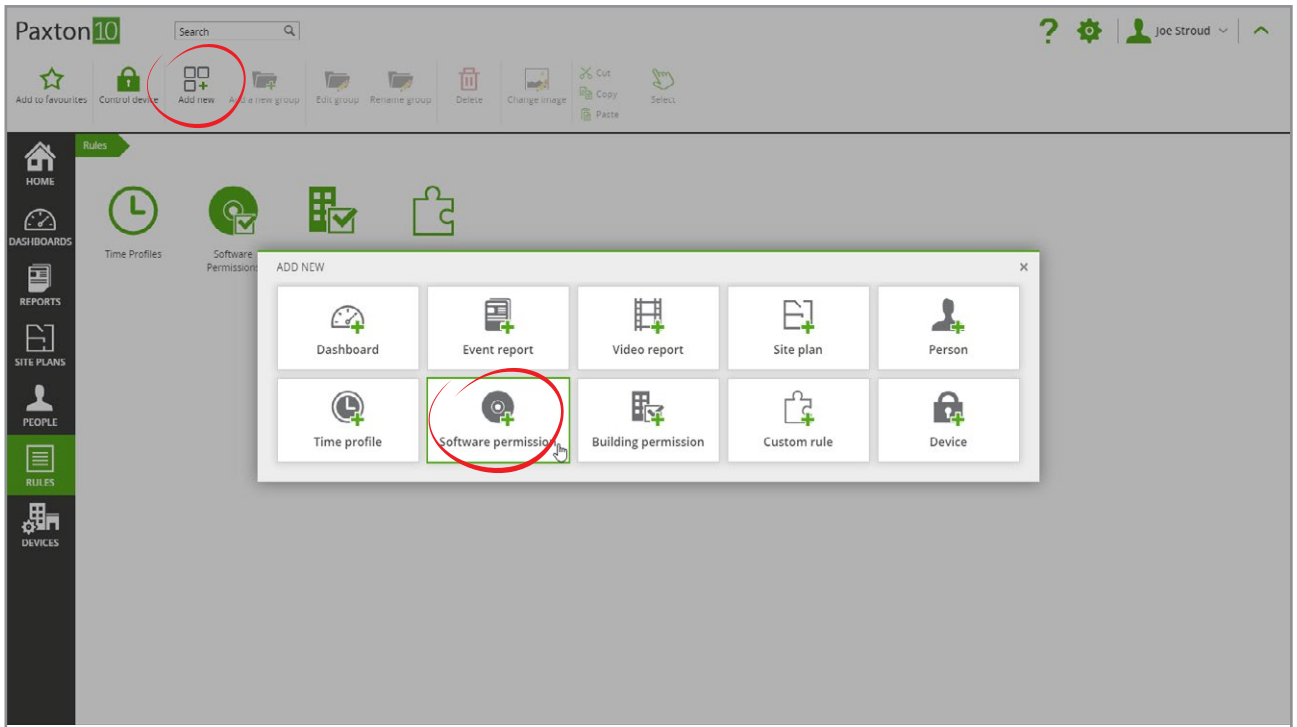 Paxton10
Search
Joe Stroud
Add to favourites
Control device
Add new
Add a new group
Edit group
Rename group
Delete
Change image
Cut
Copy
Paste
Select
HOME
DASHBOARDS
REPORTS
SITE PLANS
PEOPLE
RULES
DEVICES
Rules
Time Profiles
Software
Permissions
ADD NEW
Dashboard
Event report
Video report
Site plan
Person
Time profile
Software permission
Building permission
Custom rule
Device